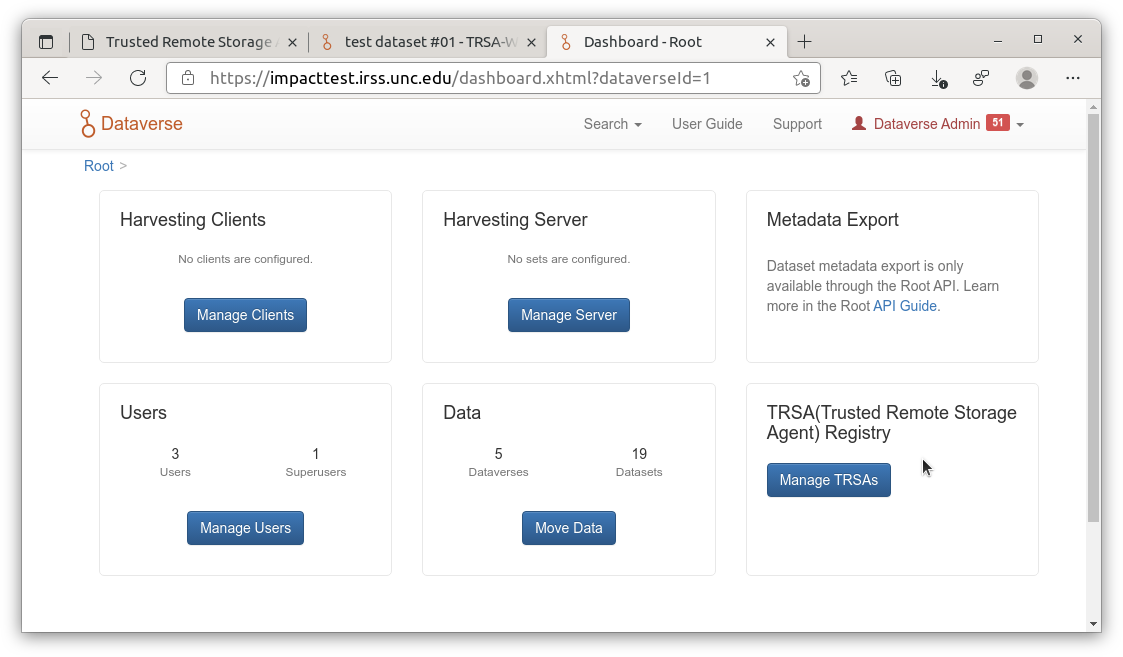 Trusted Remote Storage A
test dataset #01 - TRSA-W
Dashboard - Root
https://impacttest.irss.unc.edu/dashboard.xhtml?dataverseId=1
Dataverse
Search
User Guide
Support
Dataverse Admin 51
Root >
Harvesting Clients
No clients are configured.
Manage Clients
Harvesting Server
No sets are configured.
Manage Server
Metadata Export
Dataset metadata export is only
available through the Root API. Learn
more in the Root API Guide.
Users
3
Users
1
Superusers
Manage Users
Data
5
Dataverses
19
Datasets
Move Data
TRSA(Trusted Remote Storage
Agent) Registry
Manage TRSAs